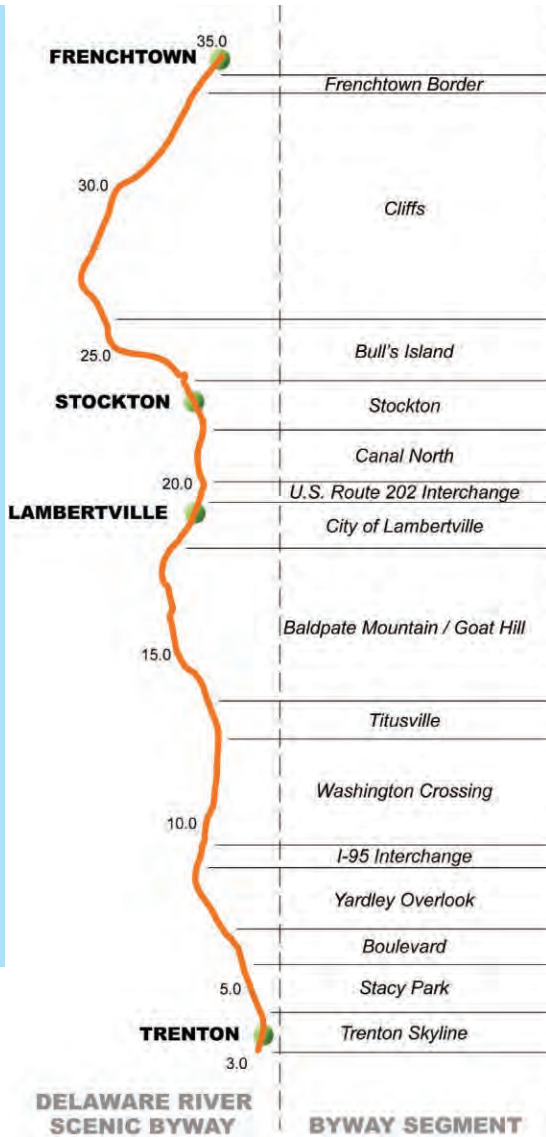 35.0
FRENCHTOWN
Frenchtown Border
30.0
Cliffs
25.0
Bull's Island
STOCKTON
Stockton
Canal North
20.0
U.S. Route 202 Interchange
LAMBERTVILLE
City of Lambertville
Baldpate Mountain / Goat Hill
15.0
Titusville
Washington Crossing
10.0
I-95 Interchange
Yardley Overlook
Boulevard
5.0
Stacy Park
TRENTON
Trenton Skyline
3.0
DELAWARE RIVER
SCENIC BYWAY
BYWAY SEGMENT